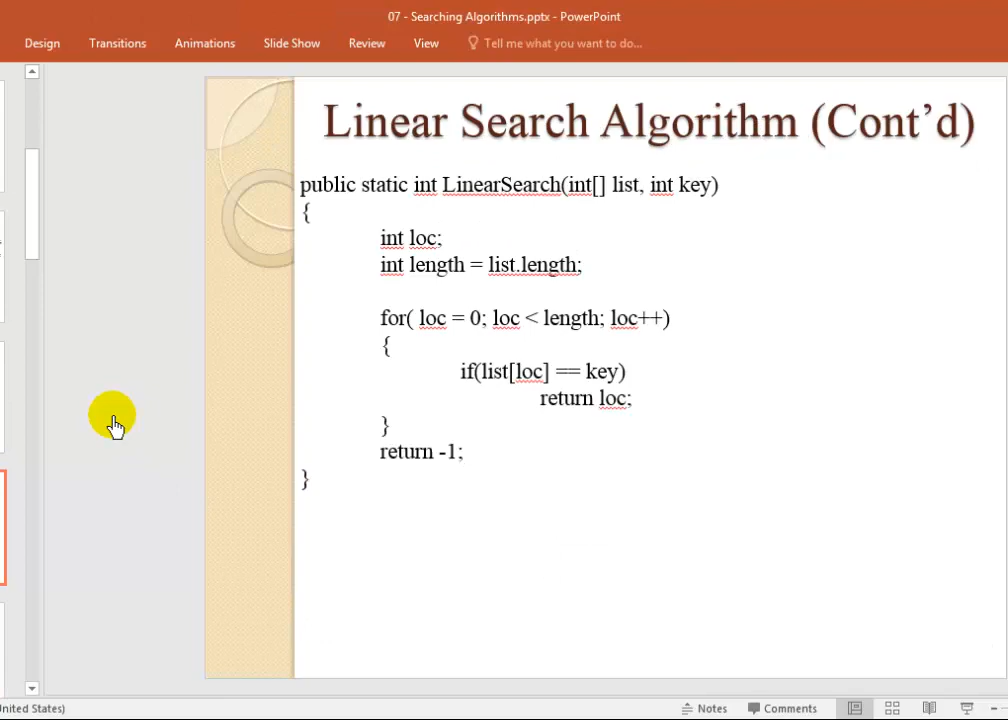 07 - Searching Algorithms.pptx - PowerPoint
Design Transitions Animations Slide Show Review View Tell me what you want to do...
Linear Search Algorithm (Cont’d)
public static int LinearSearch(int[] list, int key)
{
int loc;
int length = list.length;
for( loc = 0; loc < length; loc++)
{
if(list[loc] == key)
return loc;
}
return -1;
}
United States) Notes Comments